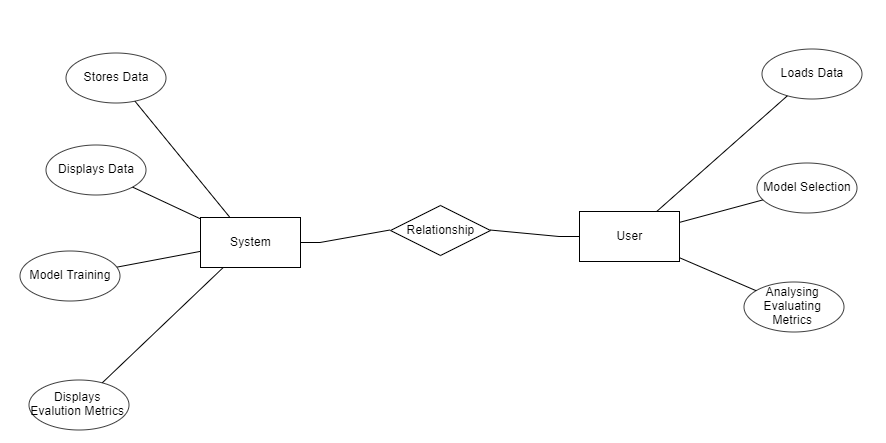 Stores Data
Loads Data
Displays Data
Model Selection
System
Relationship
User
Model Training
Analysing
Evaluating
Metrics
Displays
Evalution Metrics